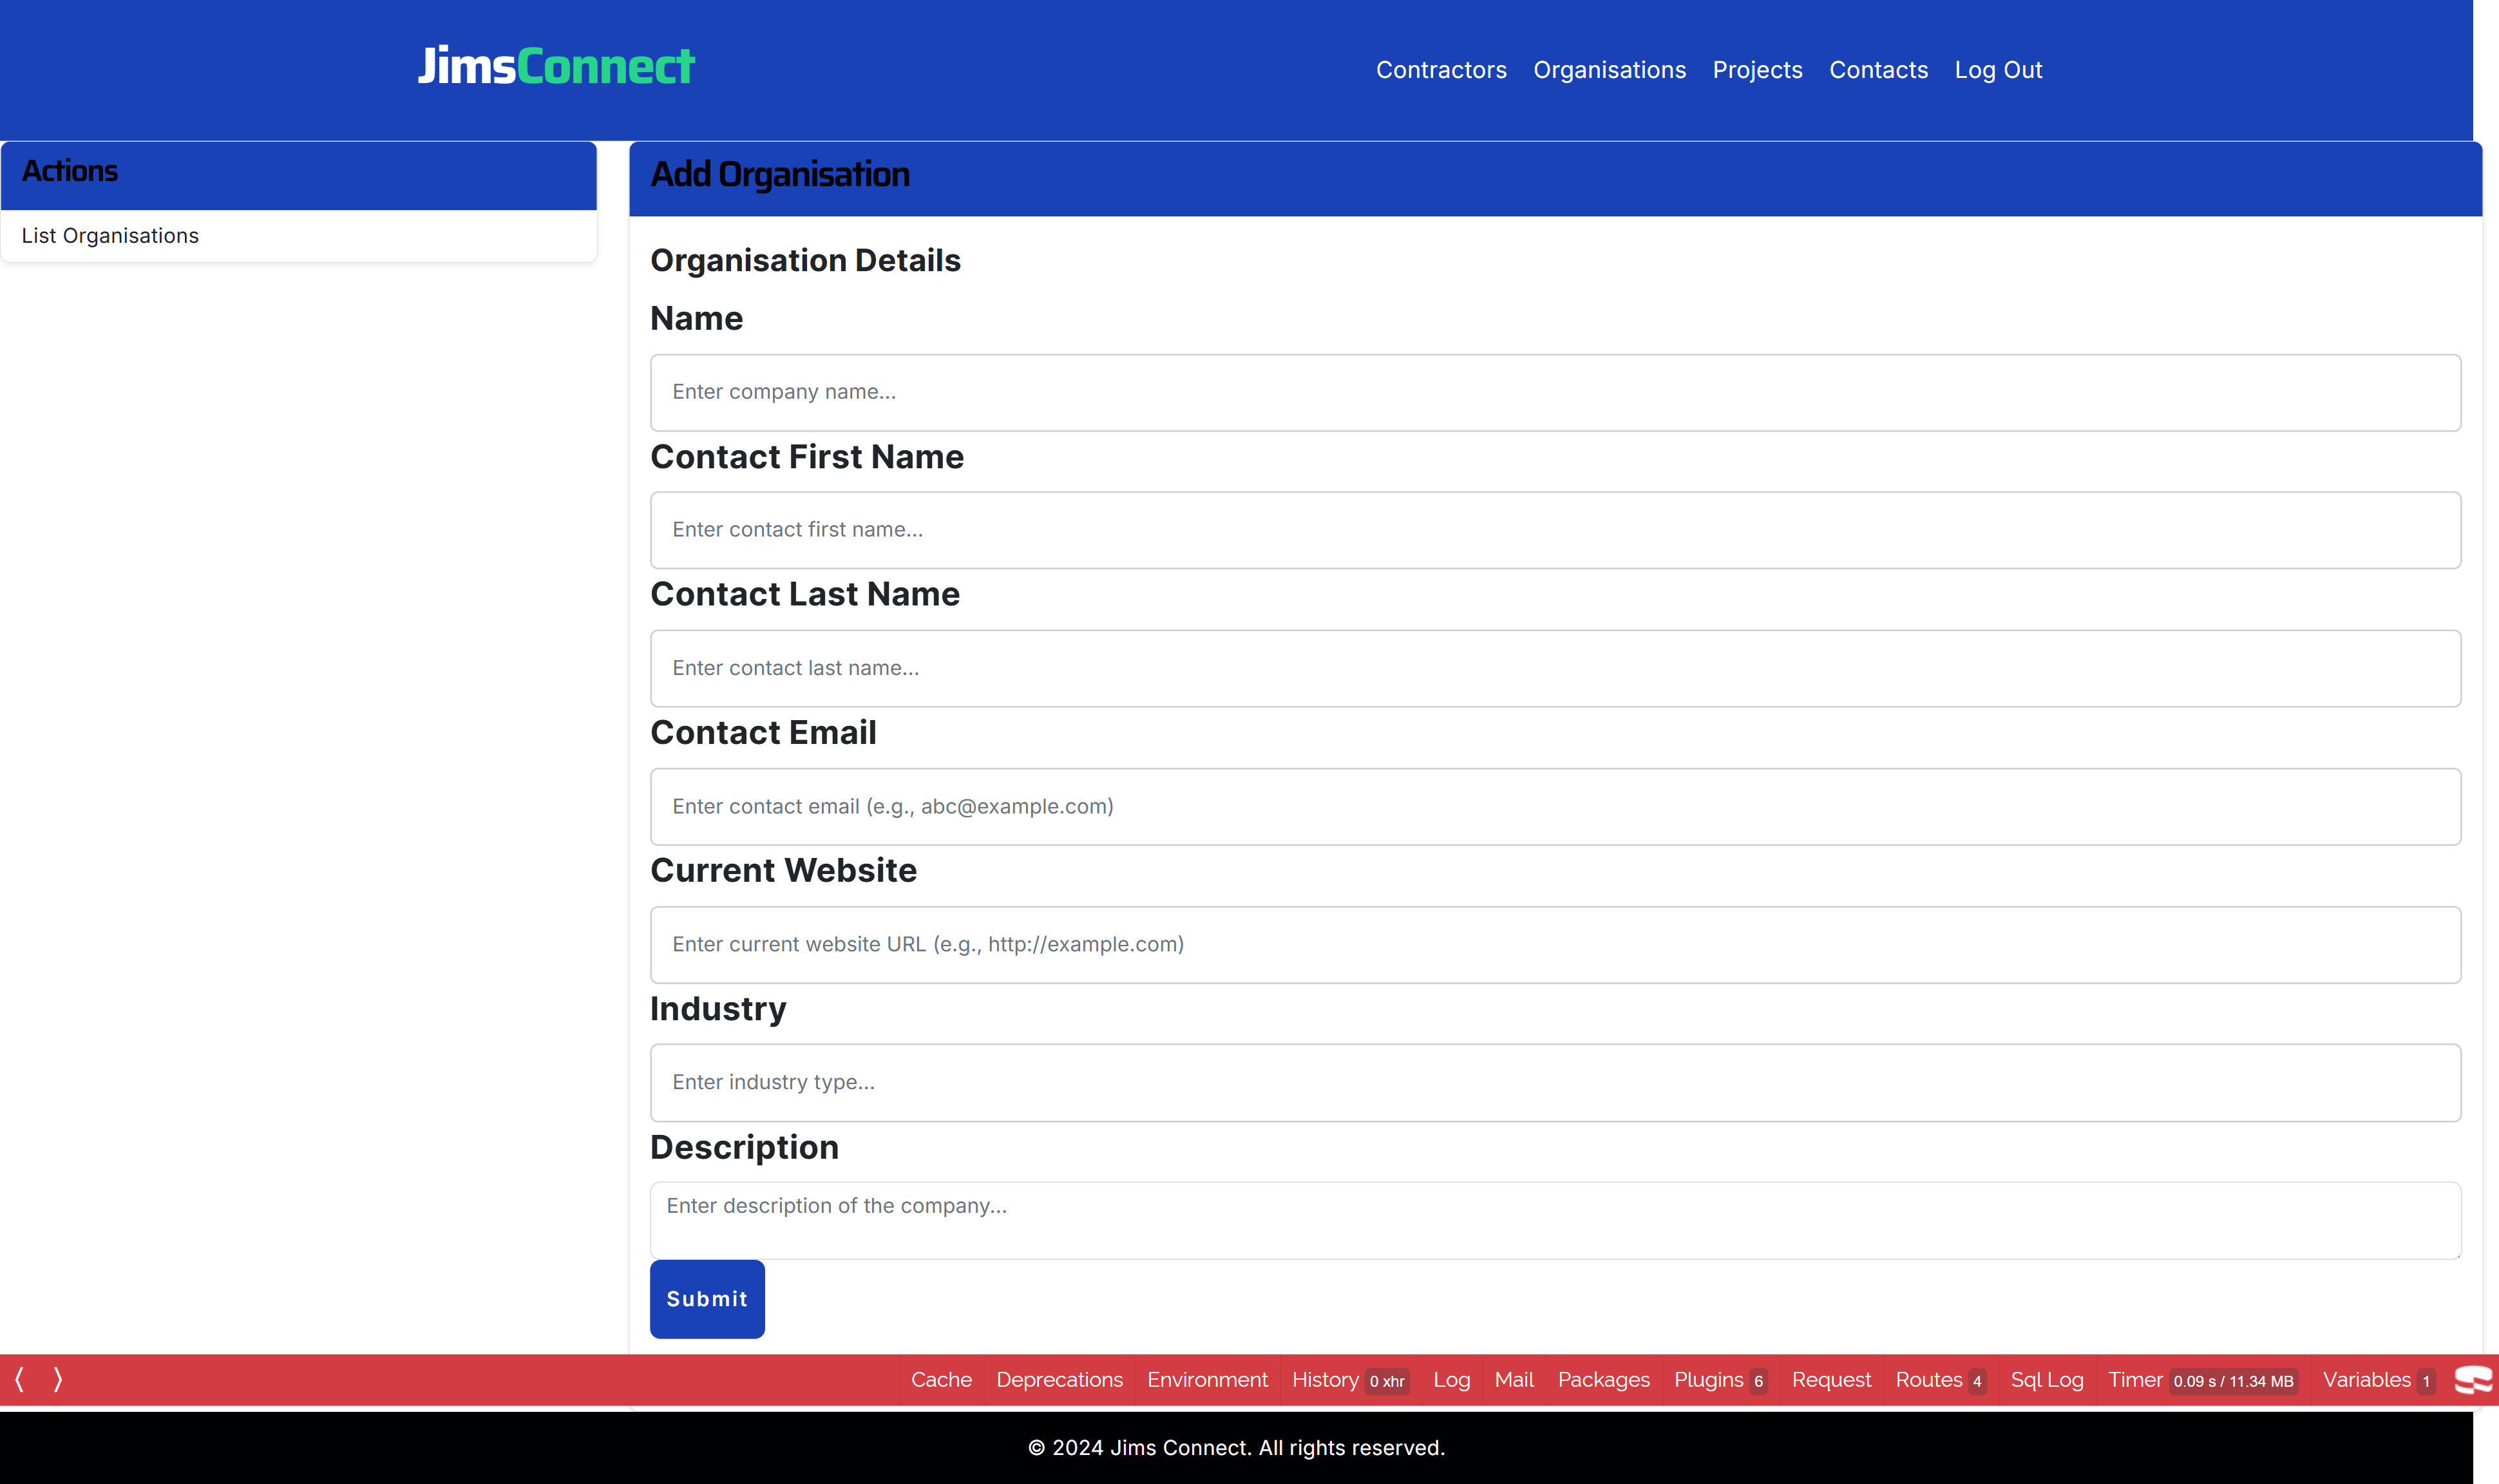 JimsConnect
Contractors Organisations Projects Contacts Log Out
Actions
List Organisations
Add Organisation
Organisation Details
Name
Enter company name...
Contact First Name
Enter contact first name...
Contact Last Name
Enter contact last name...
Contact Email
Enter contact email (e.g., abc@example.com)
Current Website
Enter current website URL (e.g., http://example.com)
Industry
Enter industry type...
Description
Enter description of the company...
Submit
Cache Deprecations Environment History 0 xhr Log Mail Packages Plugins 6 Request Routes 4 Sql Log Timer 0.09 s / 11.34 MB Variables 1
© 2024 Jims Connect. All rights reserved.